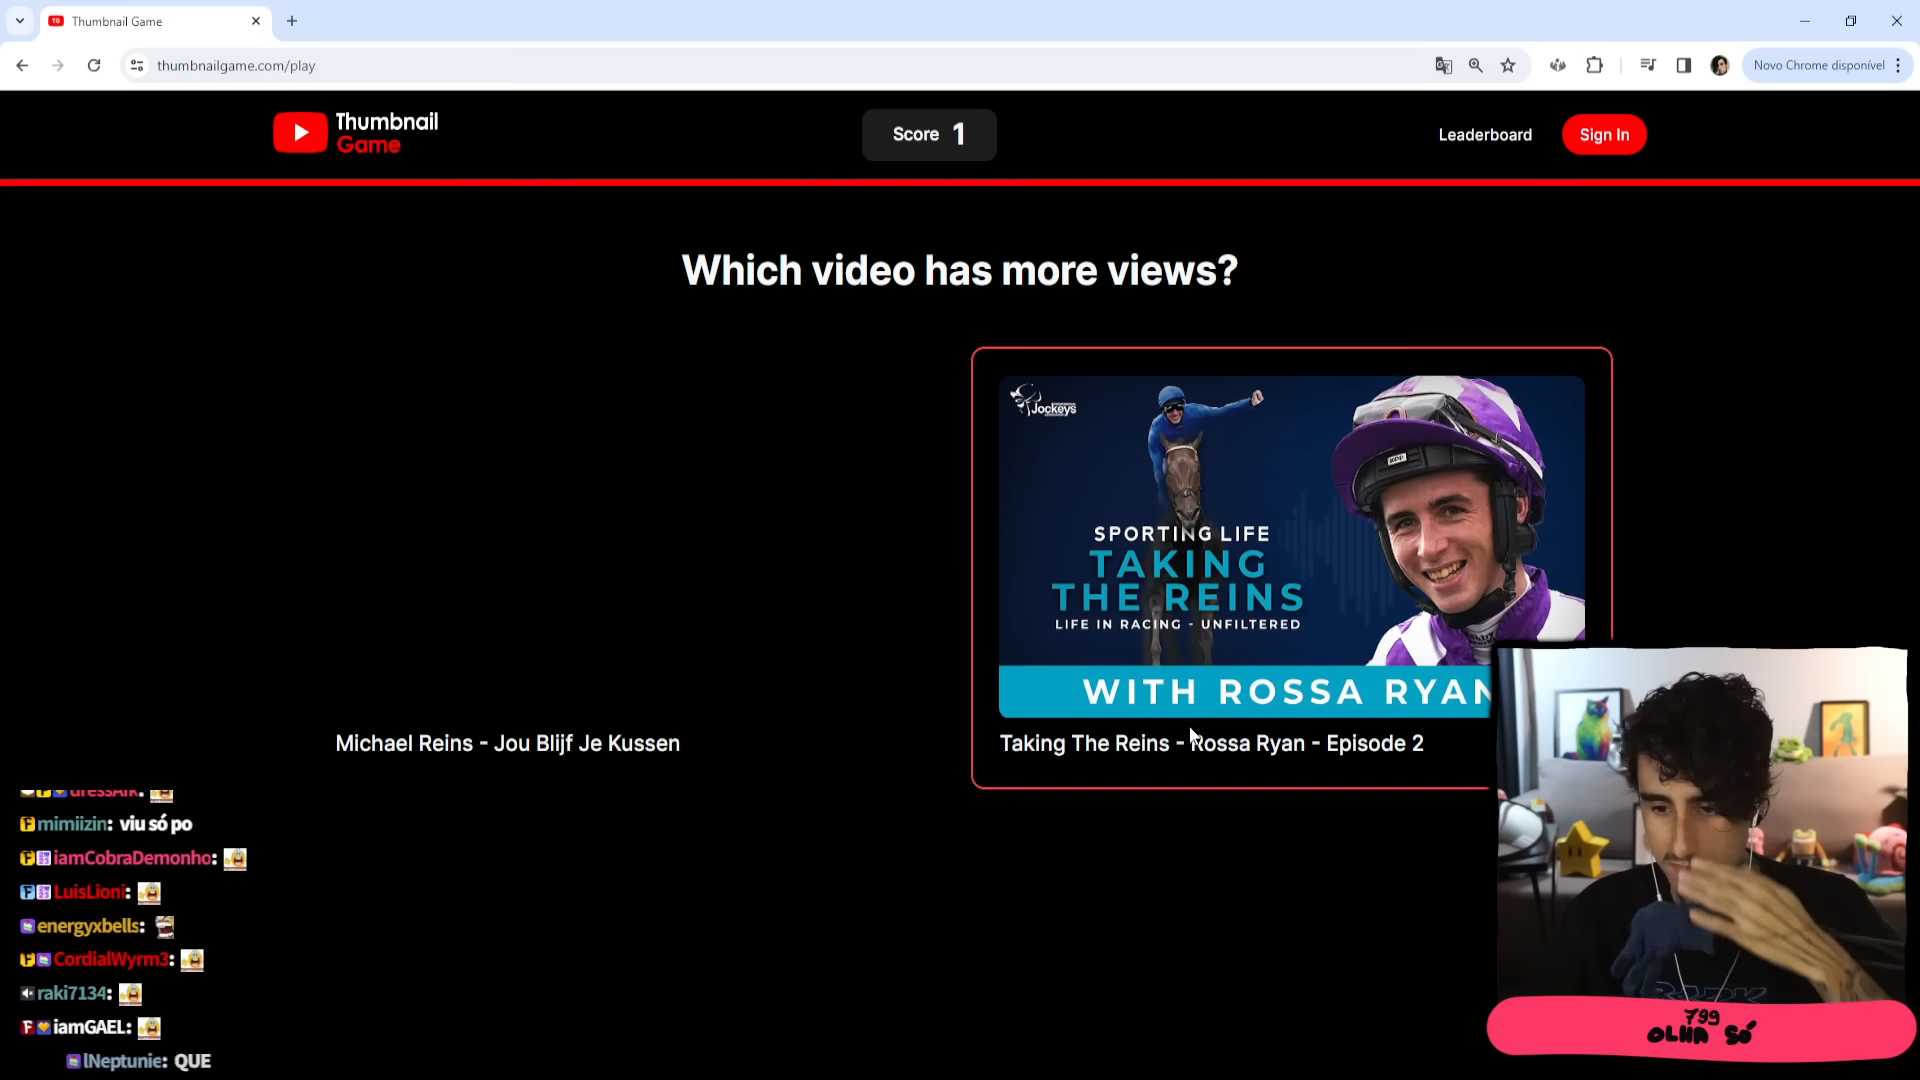 Thumbnail Game
thumbnailgame.com/play
Novo Chrome disponível
Thumbnail
Game
Score 1
Leaderboard
Sign In
Which video has more views?
Jockeys
SPORTING LIFE
TAKING
THE REINS
LIFE IN RACING - UNFILTERED
WITH ROSSA RYAN
Michael Reins - Jou Blijf Je Kussen
Taking The Reins - Rossa Ryan - Episode 2
mimiizin: viu só po
iamCobraDemonho:
LuisLioni:
energyxbells:
CordialWyrm3:
raki7134:
iamGAEL:
lNeptunie: QUE
799
OLHA SÓ